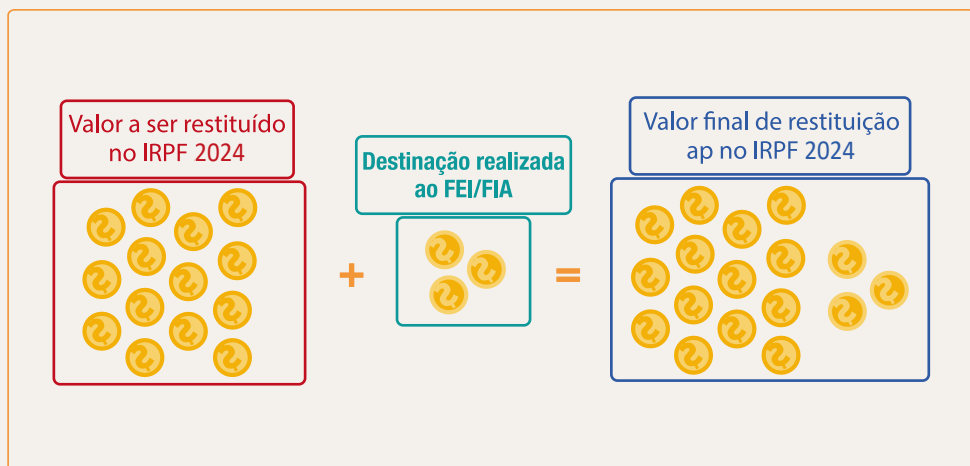 Valor a ser restituído
no IRPF 2024
Destinação realizada
ao FEI/FIA
Valor final de restituição
ap no IRPF 2024
+
=